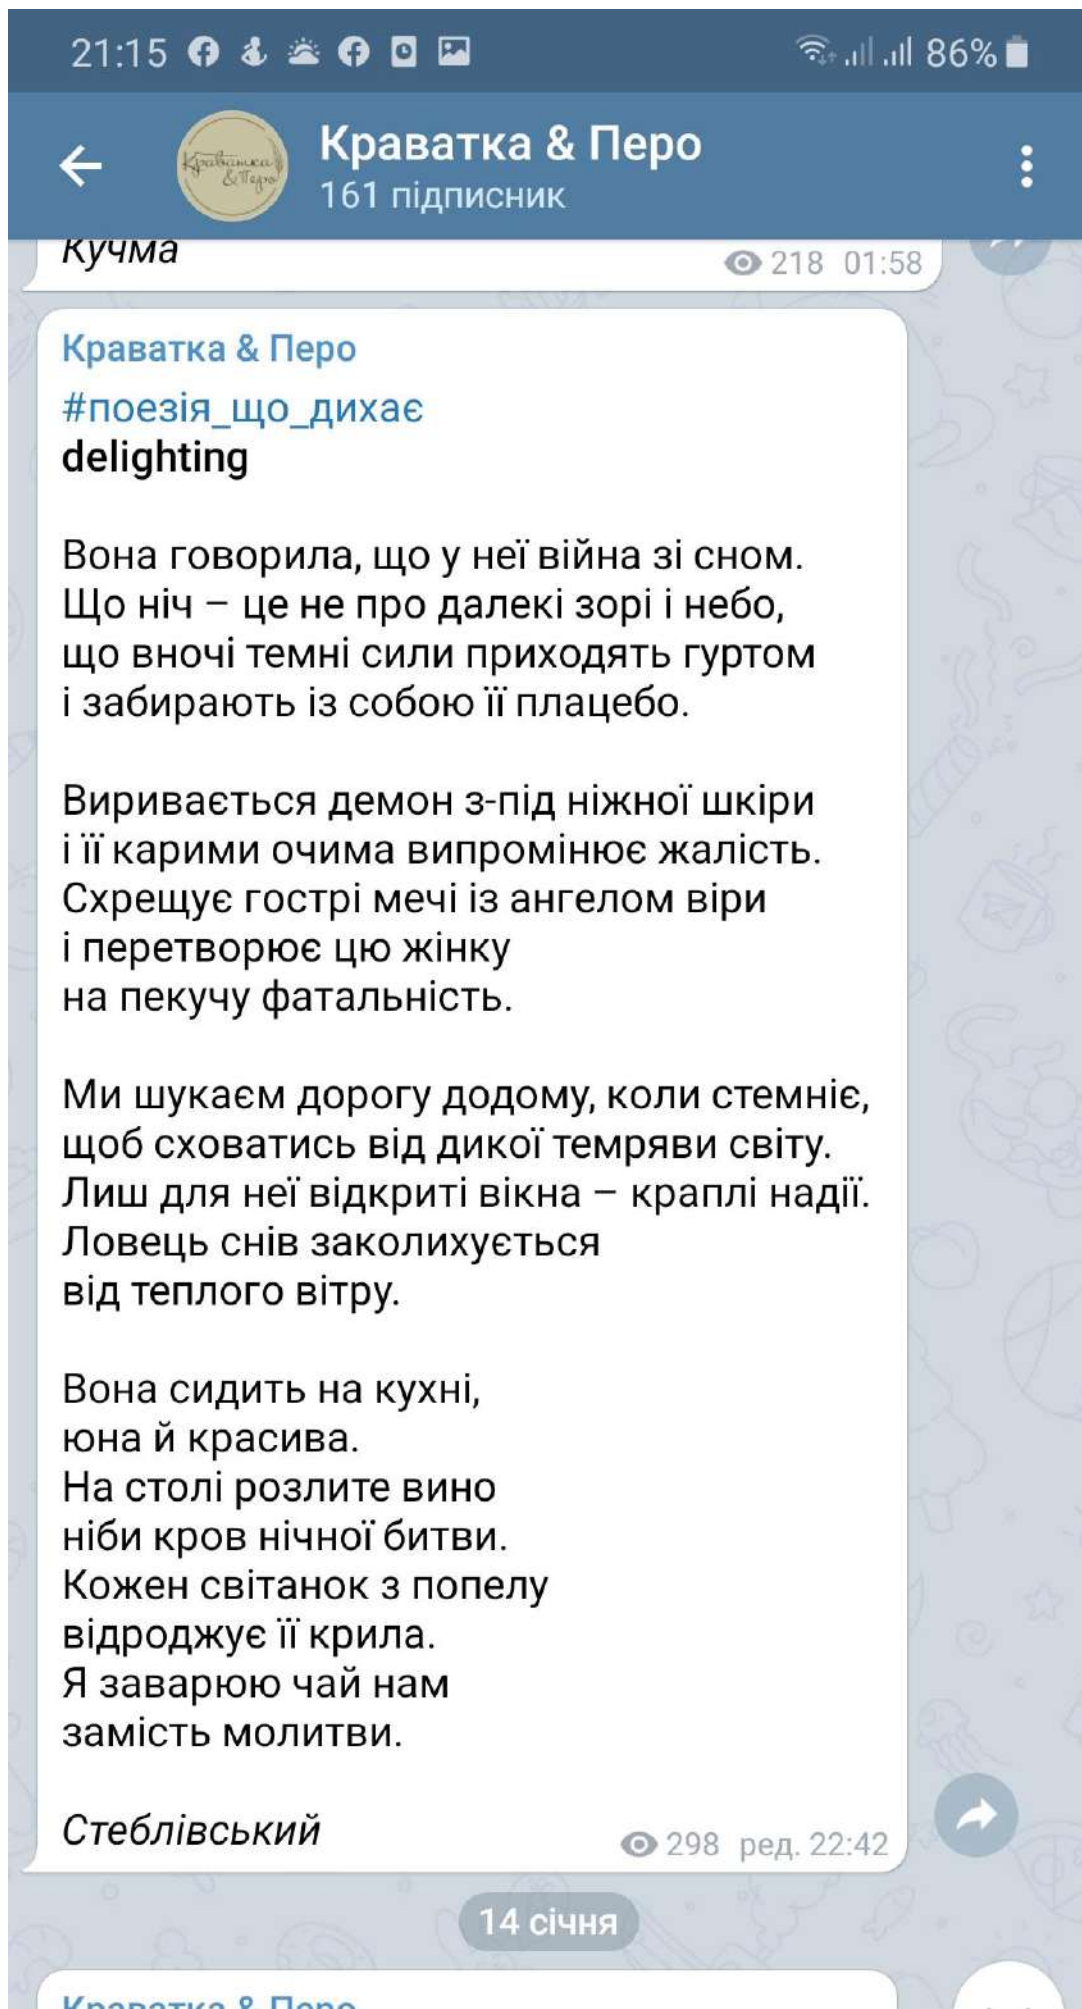 21:15 86%
Краватка & Перо
Краватка & Перо
161 підписник
Кучма
218 01:58
Краватка & Перо
#поезія_що_дихає
delighting
Вона говорила, що у неї війна зі сном.
Що ніч – це не про далекі зорі і небо,
що вночі темні сили приходять гуртом
і забирають із собою її плацебо.
Виривається демон з-під ніжної шкіри
і її карими очима випромінює жалість.
Схрещує гострі мечі із ангелом віри
і перетворює цю жінку
на пекучу фатальність.
Ми шукаєм дорогу додому, коли стемніє,
щоб сховатись від дикої темряви світу.
Лиш для неї відкриті вікна – краплі надії.
Ловець снів заколихується
від теплого вітру.
Вона сидить на кухні,
юна й красива.
На столі розлите вино
ніби кров нічної битви.
Кожен світанок з попелу
відроджує її крила.
Я заварюю чай нам
замість молитви.
Стеблівський
298 ред. 22:42
14 січня
Краватка & Перо